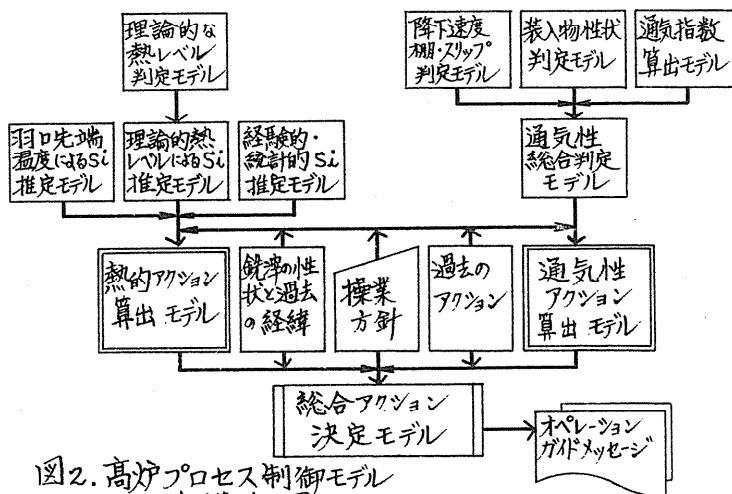 理論的な
熱レベル
判定モデル
降下速度
棚・スリップ
判定モデル
装入物性状
判定モデル
通気指数
算出モデル
羽口先端
温度によるSi
推定モデル
理論的熱
レベルによるSi
推定モデル
経験的・
統計的Si
推定モデル
通気性
総合判定
モデル
熱的アクション
算出モデル
銑滓の性
状と過去
の経緯
操業
方針
過去の
アクション
通気性
アクション
算出モデル
総合アクション
決定モデル
オペレーション
ガイドメッセージ
図2.高炉プロセス制御モデル